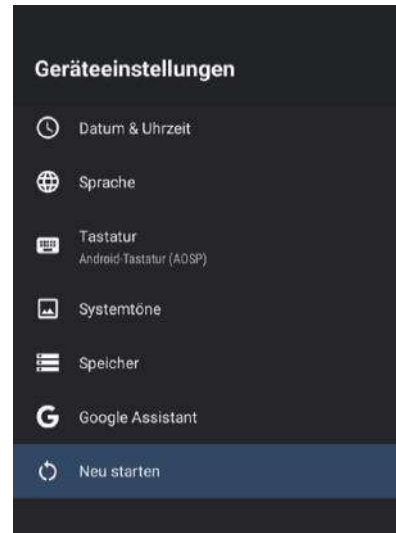 Geräteeinstellungen
Datum & Uhrzeit
Sprache
Tastatur
Android-Tastatur (AOSP)
Systemtöne
Speicher
Google Assistant
Neu starten